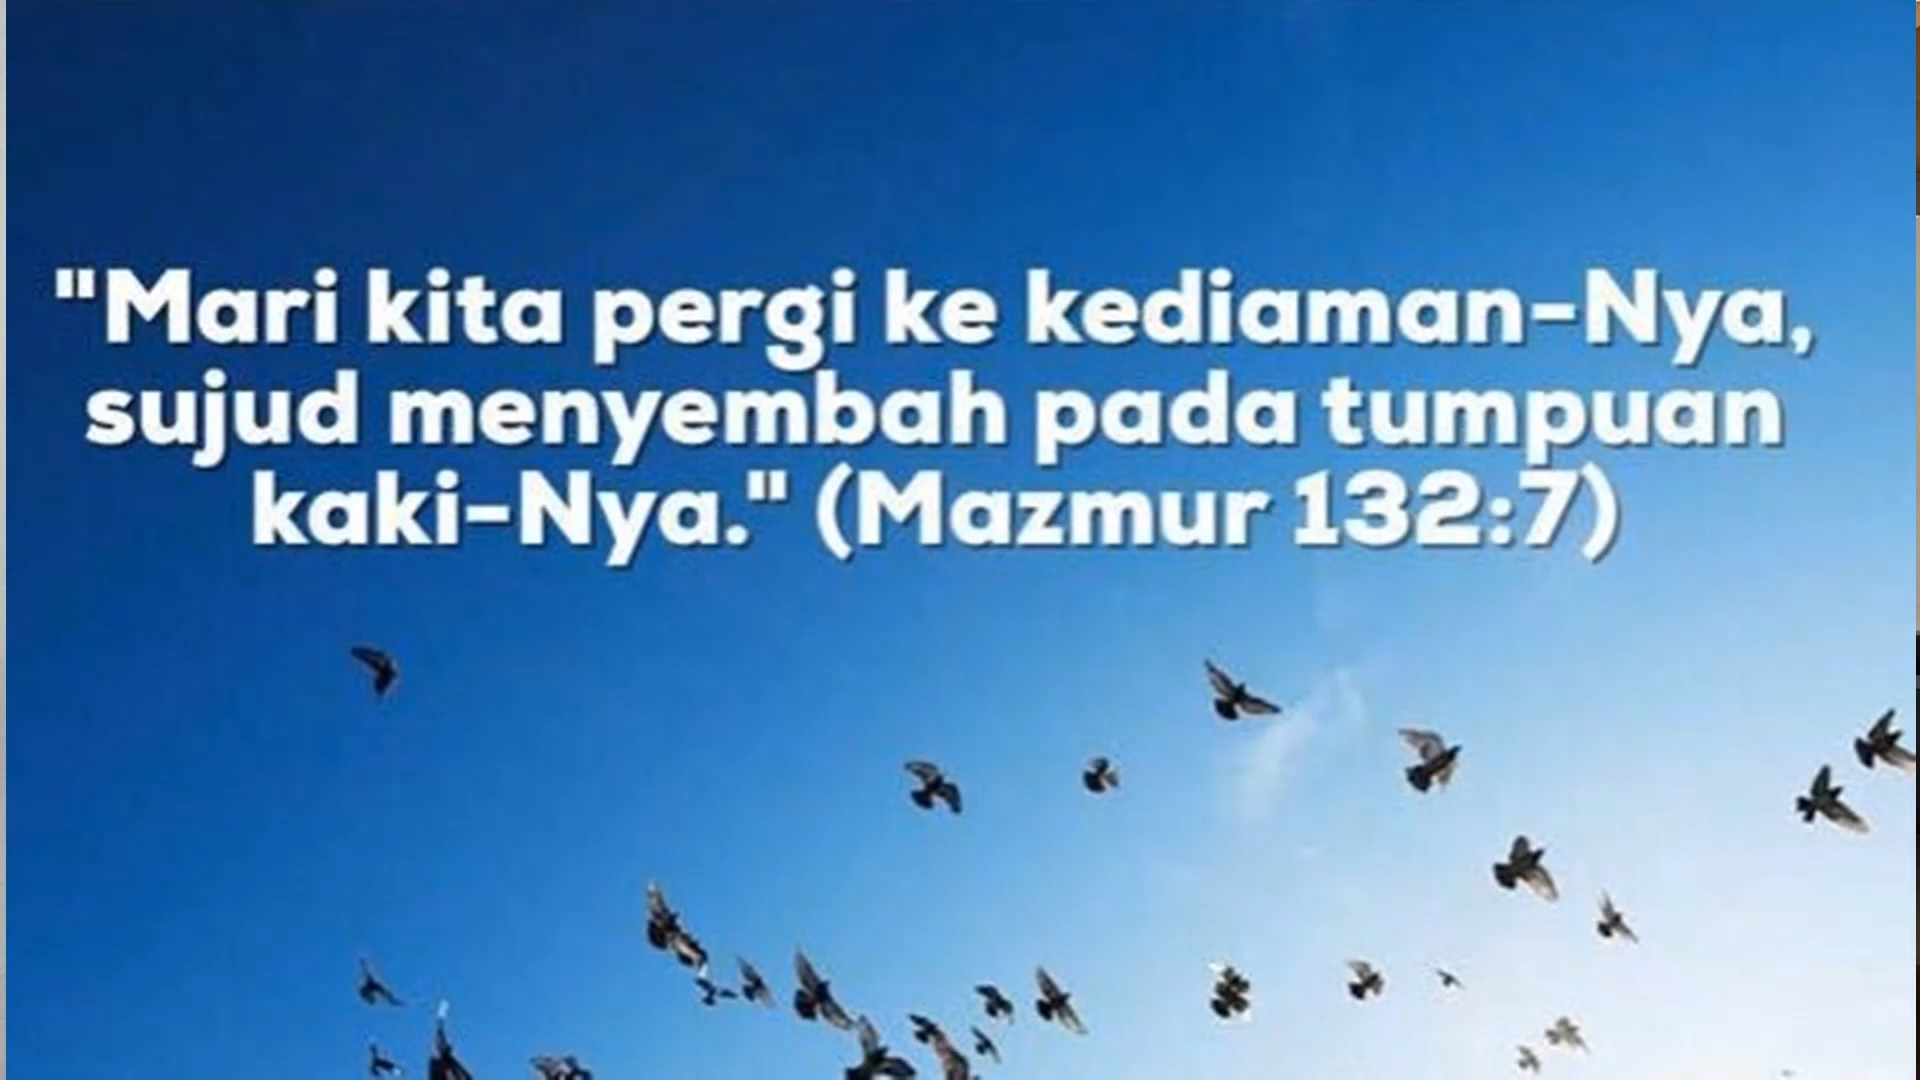 "Mari kita pergi ke kediaman-Nya,
sujud menyembah pada tumpuan
kaki-Nya." (Mazmur 132:7)